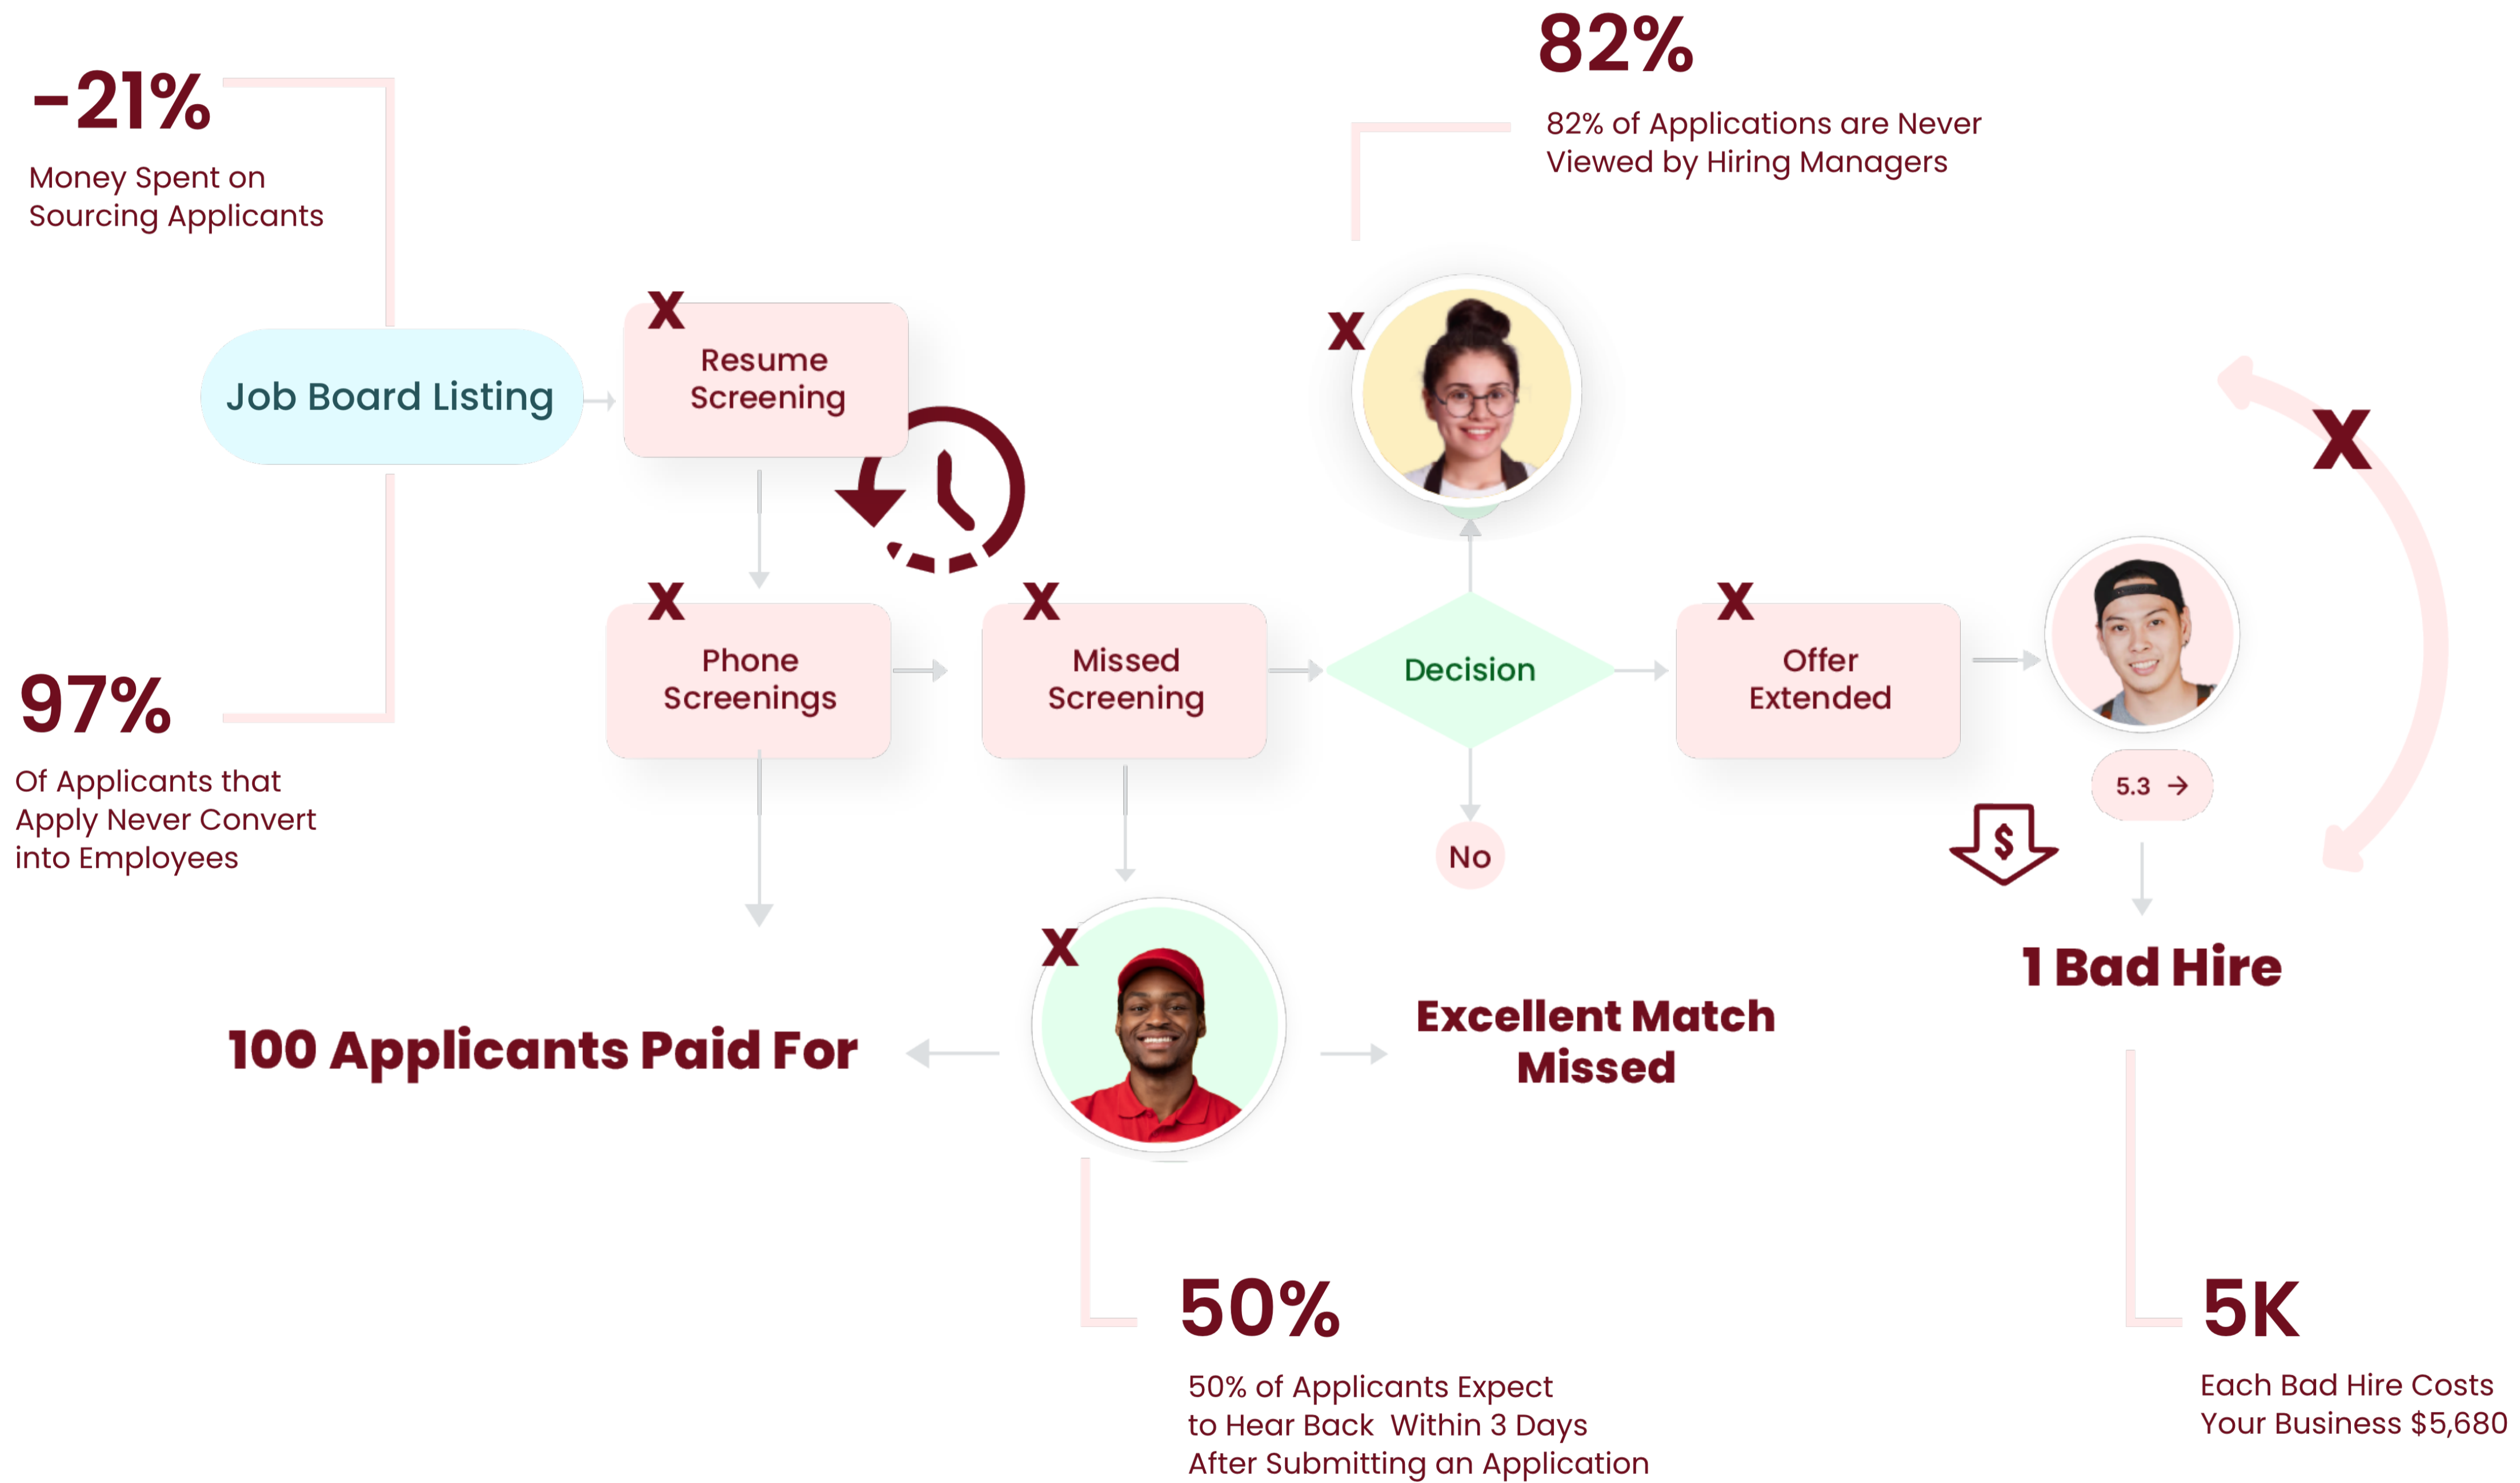 -21%
Money Spent on
Sourcing Applicants
82%
82% of Applications are Never
Viewed by Hiring Managers
Job Board Listing
X
Resume
Screening
X
X
97%
Of Applicants that
Apply Never Convert
into Employees
X
Phone
Screenings
X
Missed
Screening
Decision
No
X
Offer
Extended
5.3 →
$
1 Bad Hire
100 Applicants Paid For
X
Excellent Match
Missed
50%
50% of Applicants Expect
to Hear Back Within 3 Days
After Submitting an Application
5K
Each Bad Hire Costs
Your Business $5,680